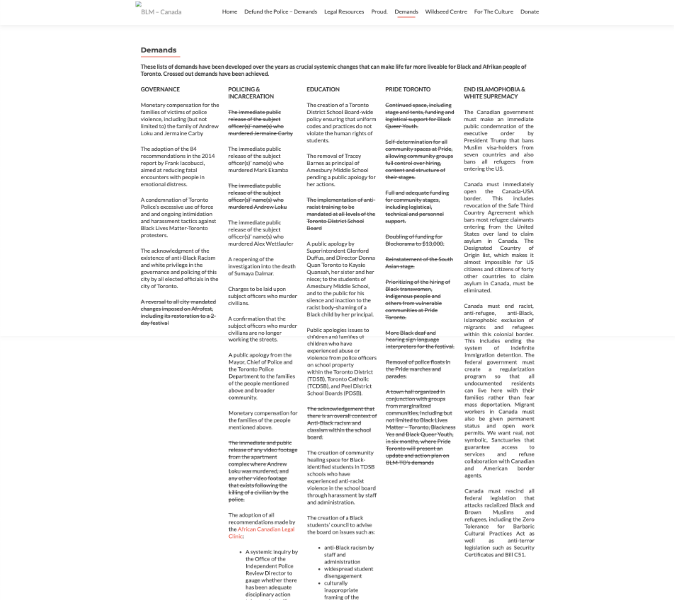 BLM – Canada
Home
Defund the Police – Demands
Legal Resources
Proud.
Demands
Wildseed Centre
For The Culture
Donate
Demands
These lists of demands have been developed over the years as crucial systemic changes that can make life for more liveable for Black and Afrikan people of
Toronto. Crossed out demands have been achieved.
GOVERNANCE
Monetary compensation for the
families of victims of police
violence, including (but not
limited to) the family of Andrew
Loku and Jermaine Carby
The adoption of the 84
recommendations in the 2014
report by Frank Iacobucci,
aimed at reducing fatal
encounters with people in
emotional distress.
A condemnation of Toronto
Police's excessive use of force
and and ongoing intimidation
and harassment tactics against
Black Lives Matter-Toronto
protesters.
The acknowledgment of the
existence of anti-Black Racism
and white privilege in the
governance and policing of this
city by all elected officials in the
city of Toronto.
A reversal to all city-mandated
changes imposed on Afrofest,
including its restoration to a 2-
day festival
POLICING &
INCARCERATION
The immediate public
release of the subject
officer(s)' name(s) who
murdered Jermaine Carby
The immediate public
release of the subject
officer(s)' name(s) who
murdered Mark Ekamba
The immediate public
release of the subject
officer(s)' name(s) who
murdered Andrew Loku
The immediate public
release of the subject
officer(s)' name(s) who
murdered Alex Wettlaufer
A reopening of the
investigation into the death
of Sumaya Dalmar.
Charges to be laid upon
subject officers who murder
civilians.
A confirmation that the
subject officers who murder
civilians are no longer
working the streets.
A public apology from the
Mayor, Chief of Police and
the Toronto Police
Department to the families
of the people mentioned
above and broader
community.
Monetary compensation for
the families of the people
mentioned above.
The immediate and public
release of any video footage
from the apartment
complex where Andrew
Loku was murdered, and
any other video footage
that exists following the
killing of a civilian by the
police.
The adoption of all
recommendations made by
the African Canadian Legal
Clinic:
• A systemic inquiry by
the Office of the
Independent Police
Review Director to
gauge whether there
has been adequate
disciplinary action
EDUCATION
The creation of a Toronto
District School Board-wide
policy ensuring that uniform
codes and practices do not
violate the human rights of
students.
The removal of Tracey
Barnes as principal of
Amesbury Middle School
pending a public apology for
her actions.
The implementation of anti-
racist training to be
mandated at all levels of the
Toronto District School
Board
A public apology by
Superintendent Glenford
Duffus, and Director Donna
Quan Toronto to Kayola
Quansah, her sister and her
niece; to the students of
Amesbury Middle School,
and to the public for his
silence and inaction to the
racist body-shaming of a
Black child by her principal.
Public apologies issues to
children and families of
children who have
experienced abuse or
violence from police officers
on school property
within the Toronto District
(TDSB), Toronto Catholic
(TCDSB), and Peel District
School Boards (PDSB).
The acknowledgement that
there is an overall context of
Anti-Black racism and
classism within the school
board.
The creation of community
healing space for Black-
identified students in TDSB
schools who have
experienced anti-racist
violence in the school board
through harassment by staff
and administration.
The creation of a Black
students' council to advise
the board on issues such as:
• anti-Black racism by
staff and
administration
• widespread student
disengagement
• culturally
inappropriate
framing of the
PRIDE TORONTO
Continued space, including
stage and tents, funding and
logistical support for Black
Queer Youth.
Self-determination for all
community spaces at Pride,
allowing community groups
full control over hiring,
content and structure of
their stages.
Full and adequate funding
for community stages,
including logistical,
technical and personnel
support.
Doubling of funding for
Blockorama to $13,000.
Reinstatement of the South
Asian stage.
Prioritizing of the hiring of
Black transwomen,
indigenous people and
others from vulnerable
communities at Pride
Toronto.
More Black deaf and
hearing sign language
interpreters for the festival.
Removal of police floats in
the Pride marches and
parades.
A town hall organized in
conjunction with groups
from marginalized
communities, including but
not limited to Black Lives
Matter – Toronto, Blackness
Yes and Black Queer Youth,
in six months, where Pride
Toronto will present an
update and action plan on
BLM-TO's demands
END ISLAMOPHOBIA &
WHITE SUPREMACY
The Canadian government
must make an immediate
public condemnation of the
executive order by
President Trump that bans
Muslim visa-holders from
seven countries and also
bans all refugees from
entering the US.
Canada must immediately
open the Canada-USA
border. This includes
revocation of the Safe Third
Country Agreement which
bars most refugee claimants
entering from the United
States over land to claim
asylum in Canada. The
Designated Country of
Origin list, which makes it
almost impossible for US
citizens and citizens of forty
other countries to claim
asylum in Canada, must be
eliminated.
Canada must end racist,
anti-refugee, anti-Black,
Islamophobic exclusion of
migrants and refugees
within this colonial border.
This includes ending the
system of Indefinite
Immigration detention. The
federal government must
create a regularization
program so that all
undocumented residents
can live here with their
families rather than fear
mass deportation. Migrant
workers in Canada must
also be given permanent
status and open work
permits. We want real, not
symbolic, Sanctuaries that
guarantee access to
services and refuse
collaboration with Canadian
and American border
agents.
Canada must rescind all
federal legislation that
attacks racialized Black and
Brown Muslims and
refugees, including the Zero
Tolerance for Barbaric
Cultural Practices Act as
well as anti-terror
legislation such as Security
Certificates and Bill C51.